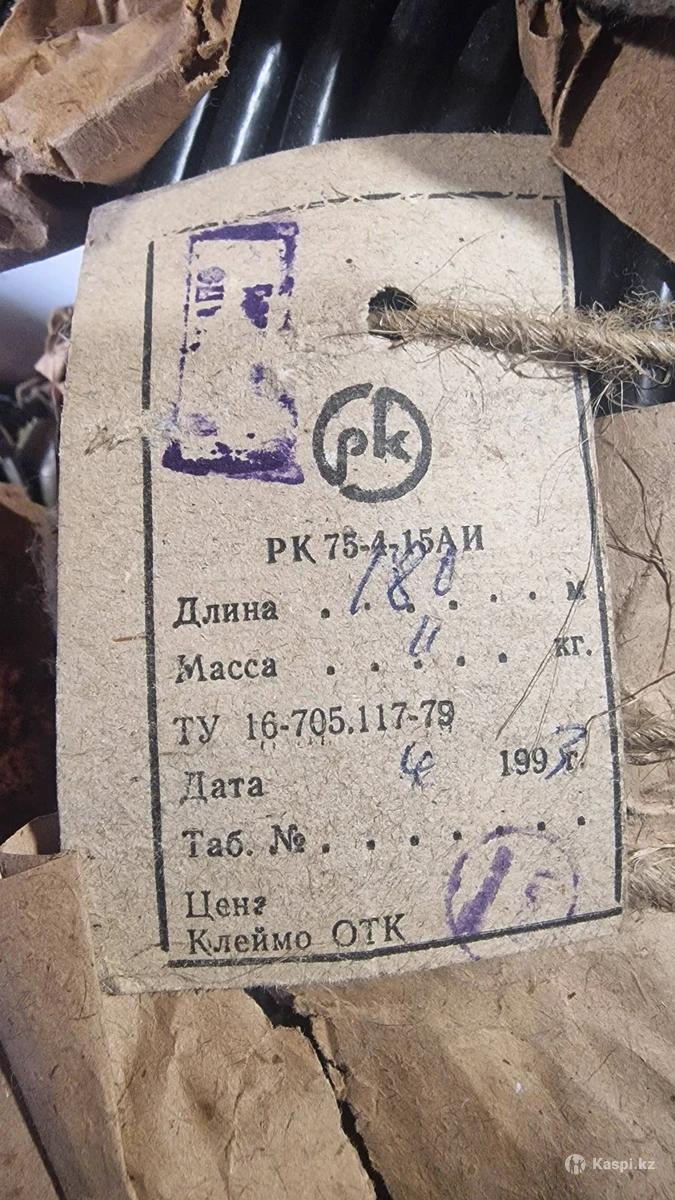 рк
РК 75-4-15АИ
Длина . 180 . . . . . м
Масса . . 11 . . . кг.
ТУ 16-705.117-79
Дата 4 1993 г.
Таб. № . . . . . . .
Цена
Клеймо ОТК
Kaspi.kz